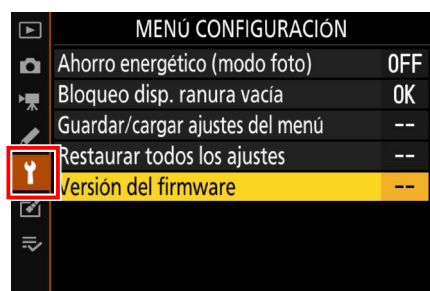 MENÚ CONFIGURACIÓN
Ahorro energético (modo foto) OFF
Bloqueo disp. ranura vacía OK
Guardar/cargar ajustes del menú --
Restaurar todos los ajustes --
Versión del firmware --